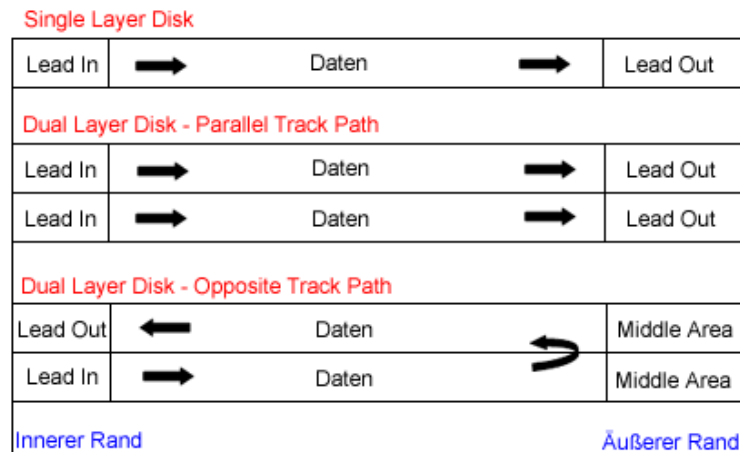 Single Layer Disk
Lead In Daten Lead Out
Dual Layer Disk - Parallel Track Path
Lead In Daten Lead Out
Lead In Daten Lead Out
Dual Layer Disk - Opposite Track Path
Lead Out Daten Middle Area
Lead In Daten Middle Area
Innerer Rand Äußerer Rand